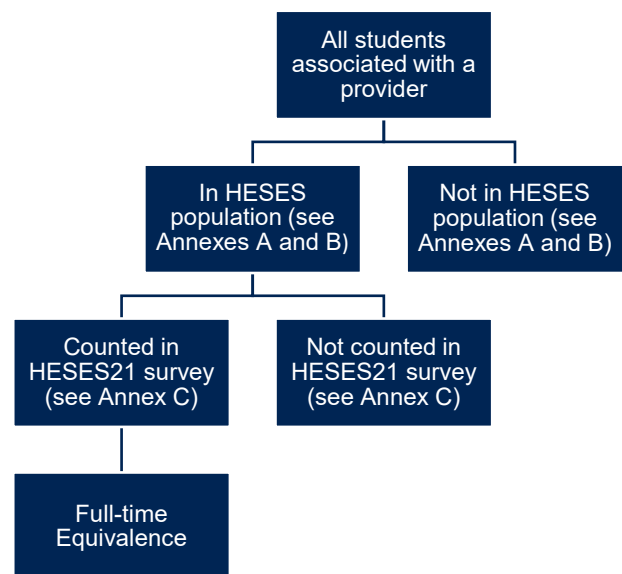 All students
associated with a
provider
In HESES
population (see
Annexes A and B)
Not in HESES
population (see
Annexes A and B)
Counted in
HESES21 survey
(see Annex C)
Not counted in
HESES21 survey
(see Annex C)
Full-time
Equivalence